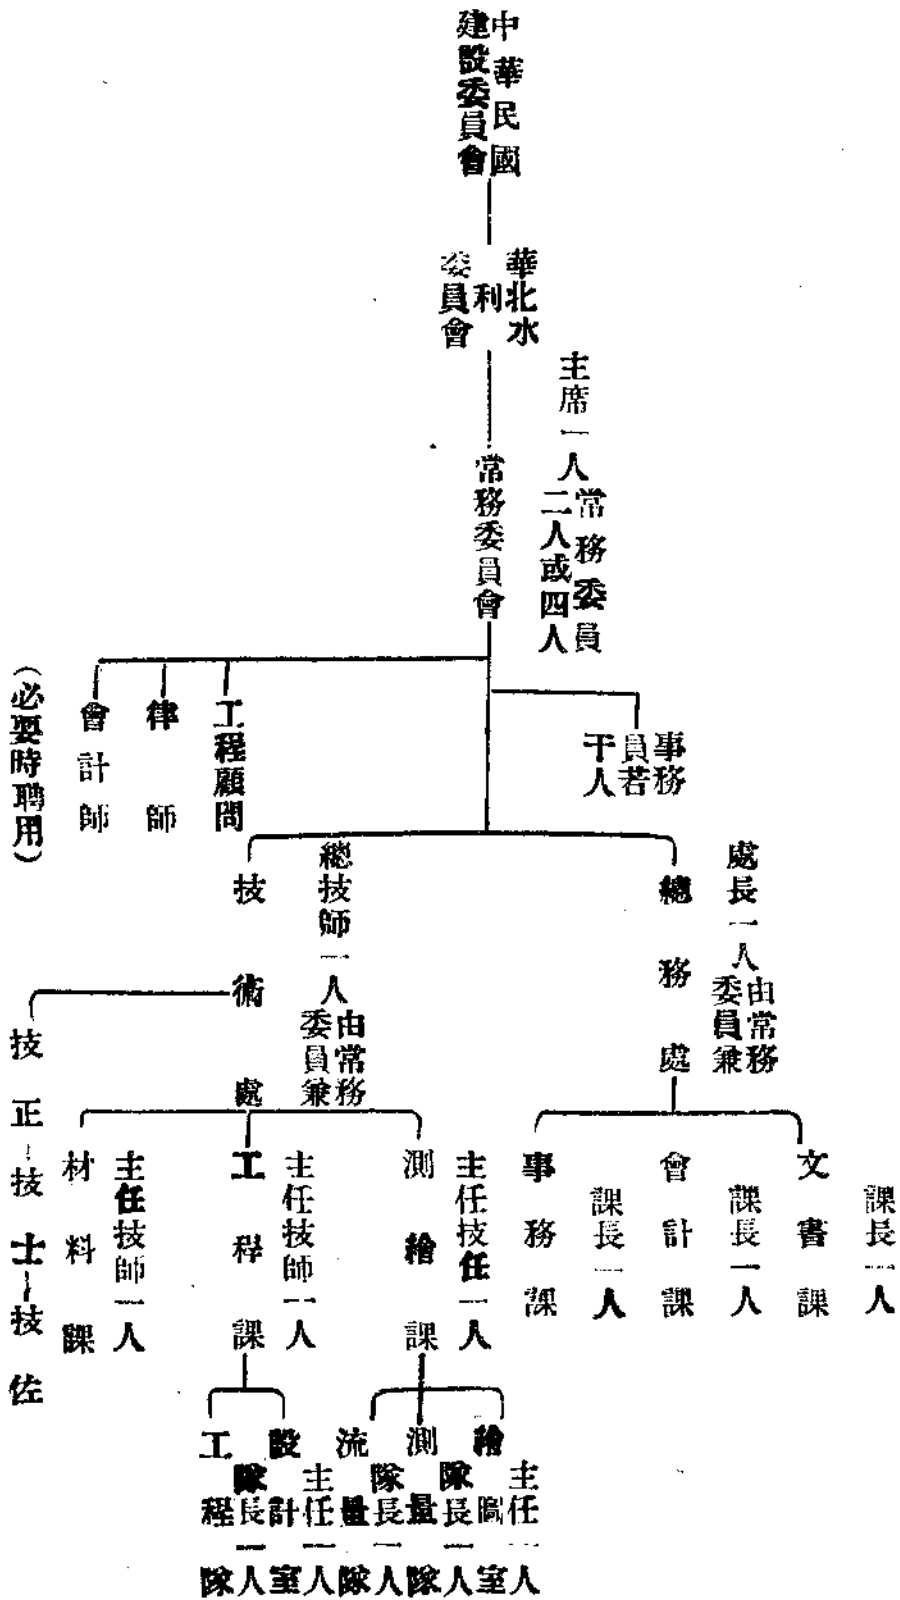 中華民國
建設委員會
華北水
利
委員會
主席一人
常務委員
二人或四人
常務委員會
事務
員若
干人
工程顧問
律師
會計師
(必要時聘用)
處長一人
由常務
委員兼
總務處
總技師一人
由常務
委員兼
技術處
課長一人
文書課
課長一人
會計課
課長一人
事務課
主任技任一人
測繪課
主任技師一人
工程課
主任技師一人
材料課
技正-技士-技佐
主任一人
繪圖室
隊長一人
測量隊
隊長一人
流量隊
主任一人
設計室
隊長一人
工程隊